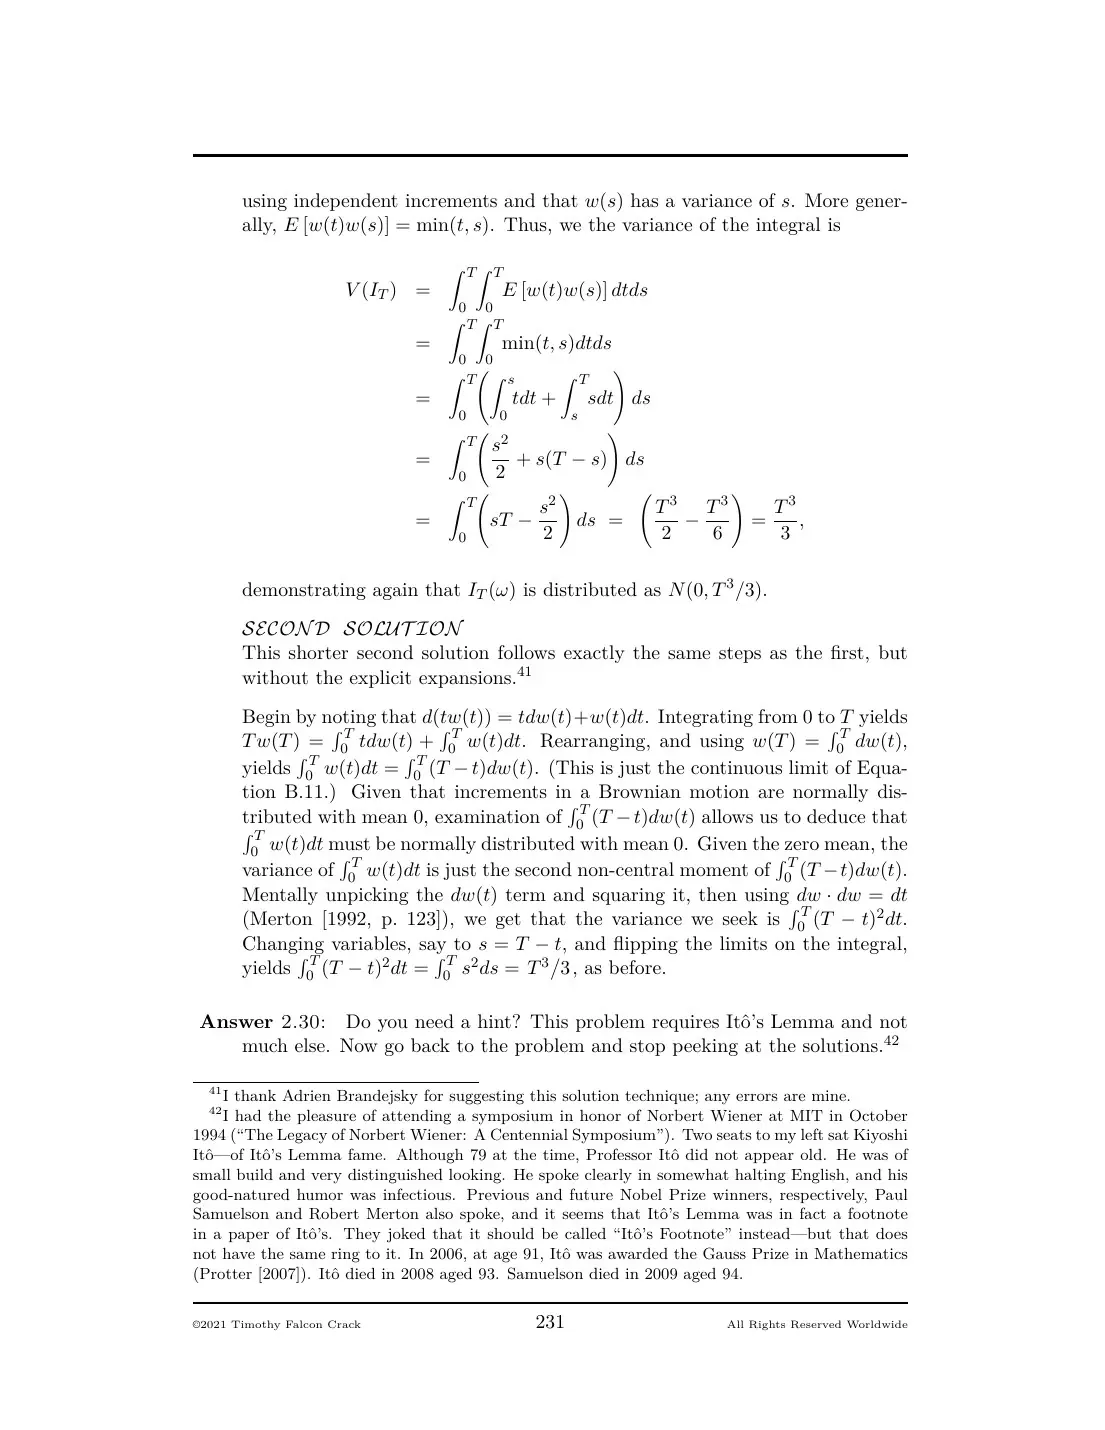 using independent increments and that w(s) has a variance of s. More gener-
ally, E [w(t)w(s)] = min(t, s). Thus, we the variance of the integral is
V(I_T) = ∫_0^T ∫_0^T E [w(t)w(s)] dtds
= ∫_0^T ∫_0^T min(t, s)dtds
= ∫_0^T (∫_0^s tdt + ∫_s^T sdt) ds
= ∫_0^T (s²/2 + s(T − s)) ds
= ∫_0^T (sT − s²/2) ds = (T³/2 − T³/6) = T³/3,
demonstrating again that I_T(ω) is distributed as N(0, T³/3).
SECOND SOLUTION
This shorter second solution follows exactly the same steps as the first, but
without the explicit expansions.⁴¹
Begin by noting that d(tw(t)) = tdw(t)+w(t)dt. Integrating from 0 to T yields
Tw(T) = ∫_0^T tdw(t) + ∫_0^T w(t)dt. Rearranging, and using w(T) = ∫_0^T dw(t),
yields ∫_0^T w(t)dt = ∫_0^T (T − t)dw(t). (This is just the continuous limit of Equa-
tion B.11.) Given that increments in a Brownian motion are normally dis-
tributed with mean 0, examination of ∫_0^T (T − t)dw(t) allows us to deduce that
∫_0^T w(t)dt must be normally distributed with mean 0. Given the zero mean, the
variance of ∫_0^T w(t)dt is just the second non-central moment of ∫_0^T (T − t)dw(t).
Mentally unpicking the dw(t) term and squaring it, then using dw · dw = dt
(Merton [1992, p. 123]), we get that the variance we seek is ∫_0^T (T − t)²dt.
Changing variables, say to s = T − t, and flipping the limits on the integral,
yields ∫_0^T (T − t)²dt = ∫_0^T s²ds = T³/3, as before.
Answer 2.30: Do you need a hint? This problem requires Itô's Lemma and not
much else. Now go back to the problem and stop peeking at the solutions.⁴²
⁴¹I thank Adrien Brandejsky for suggesting this solution technique; any errors are mine.
⁴²I had the pleasure of attending a symposium in honor of Norbert Wiener at MIT in October
1994 (“The Legacy of Norbert Wiener: A Centennial Symposium”). Two seats to my left sat Kiyoshi
Itô—of Itô's Lemma fame. Although 79 at the time, Professor Itô did not appear old. He was of
small build and very distinguished looking. He spoke clearly in somewhat halting English, and his
good-natured humor was infectious. Previous and future Nobel Prize winners, respectively, Paul
Samuelson and Robert Merton also spoke, and it seems that Itô's Lemma was in fact a footnote
in a paper of Itô's. They joked that it should be called “Itô's Footnote” instead—but that does
not have the same ring to it. In 2006, at age 91, Itô was awarded the Gauss Prize in Mathematics
(Protter [2007]). Itô died in 2008 aged 93. Samuelson died in 2009 aged 94.
©2021 Timothy Falcon Crack 231 All Rights Reserved Worldwide